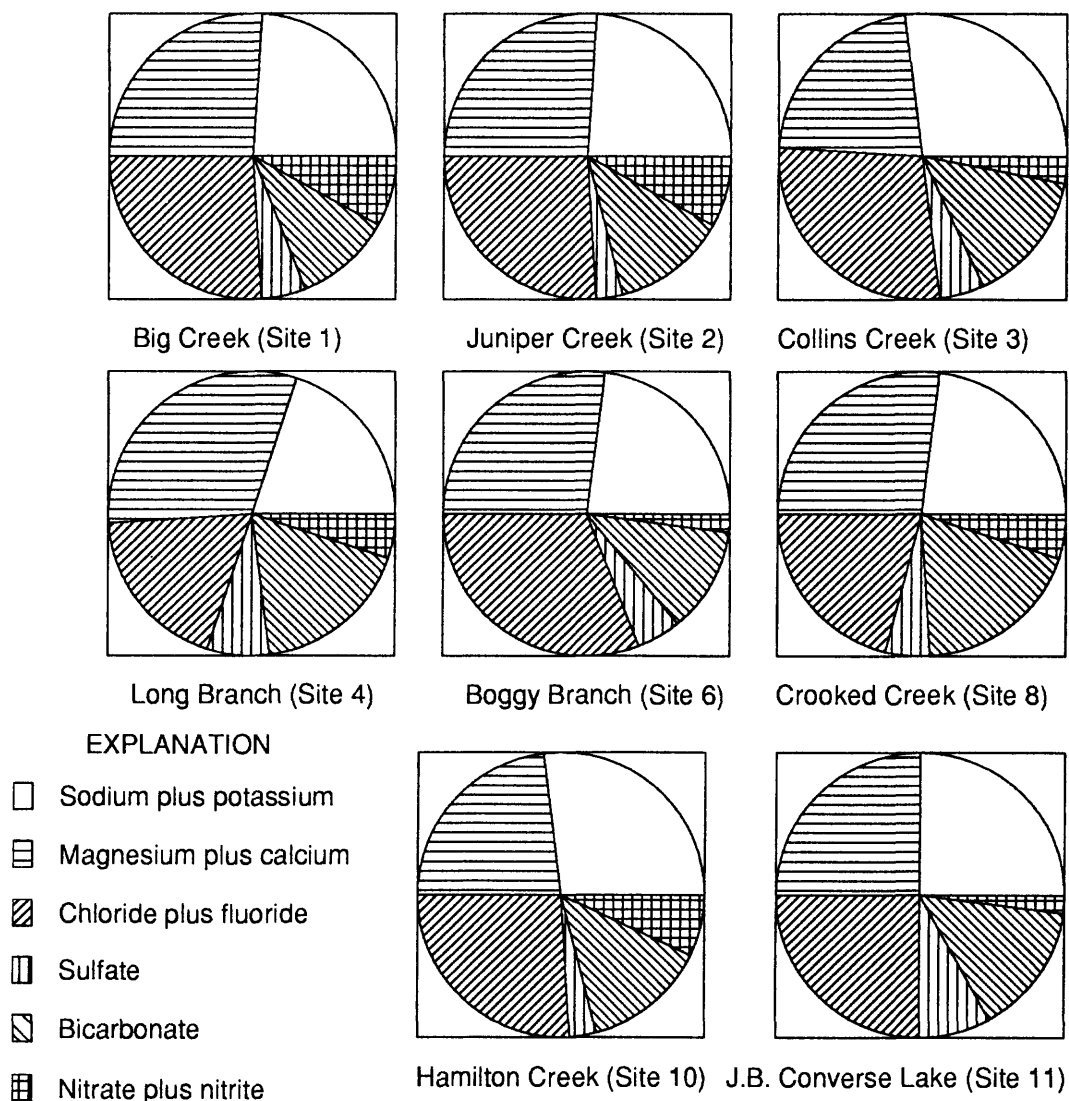 Big Creek (Site 1)
Juniper Creek (Site 2)
Collins Creek (Site 3)
Long Branch (Site 4)
Boggy Branch (Site 6)
Crooked Creek (Site 8)
EXPLANATION
Sodium plus potassium
Magnesium plus calcium
Chloride plus fluoride
Sulfate
Bicarbonate
Nitrate plus nitrite
Hamilton Creek (Site 10)
J.B. Converse Lake (Site 11)